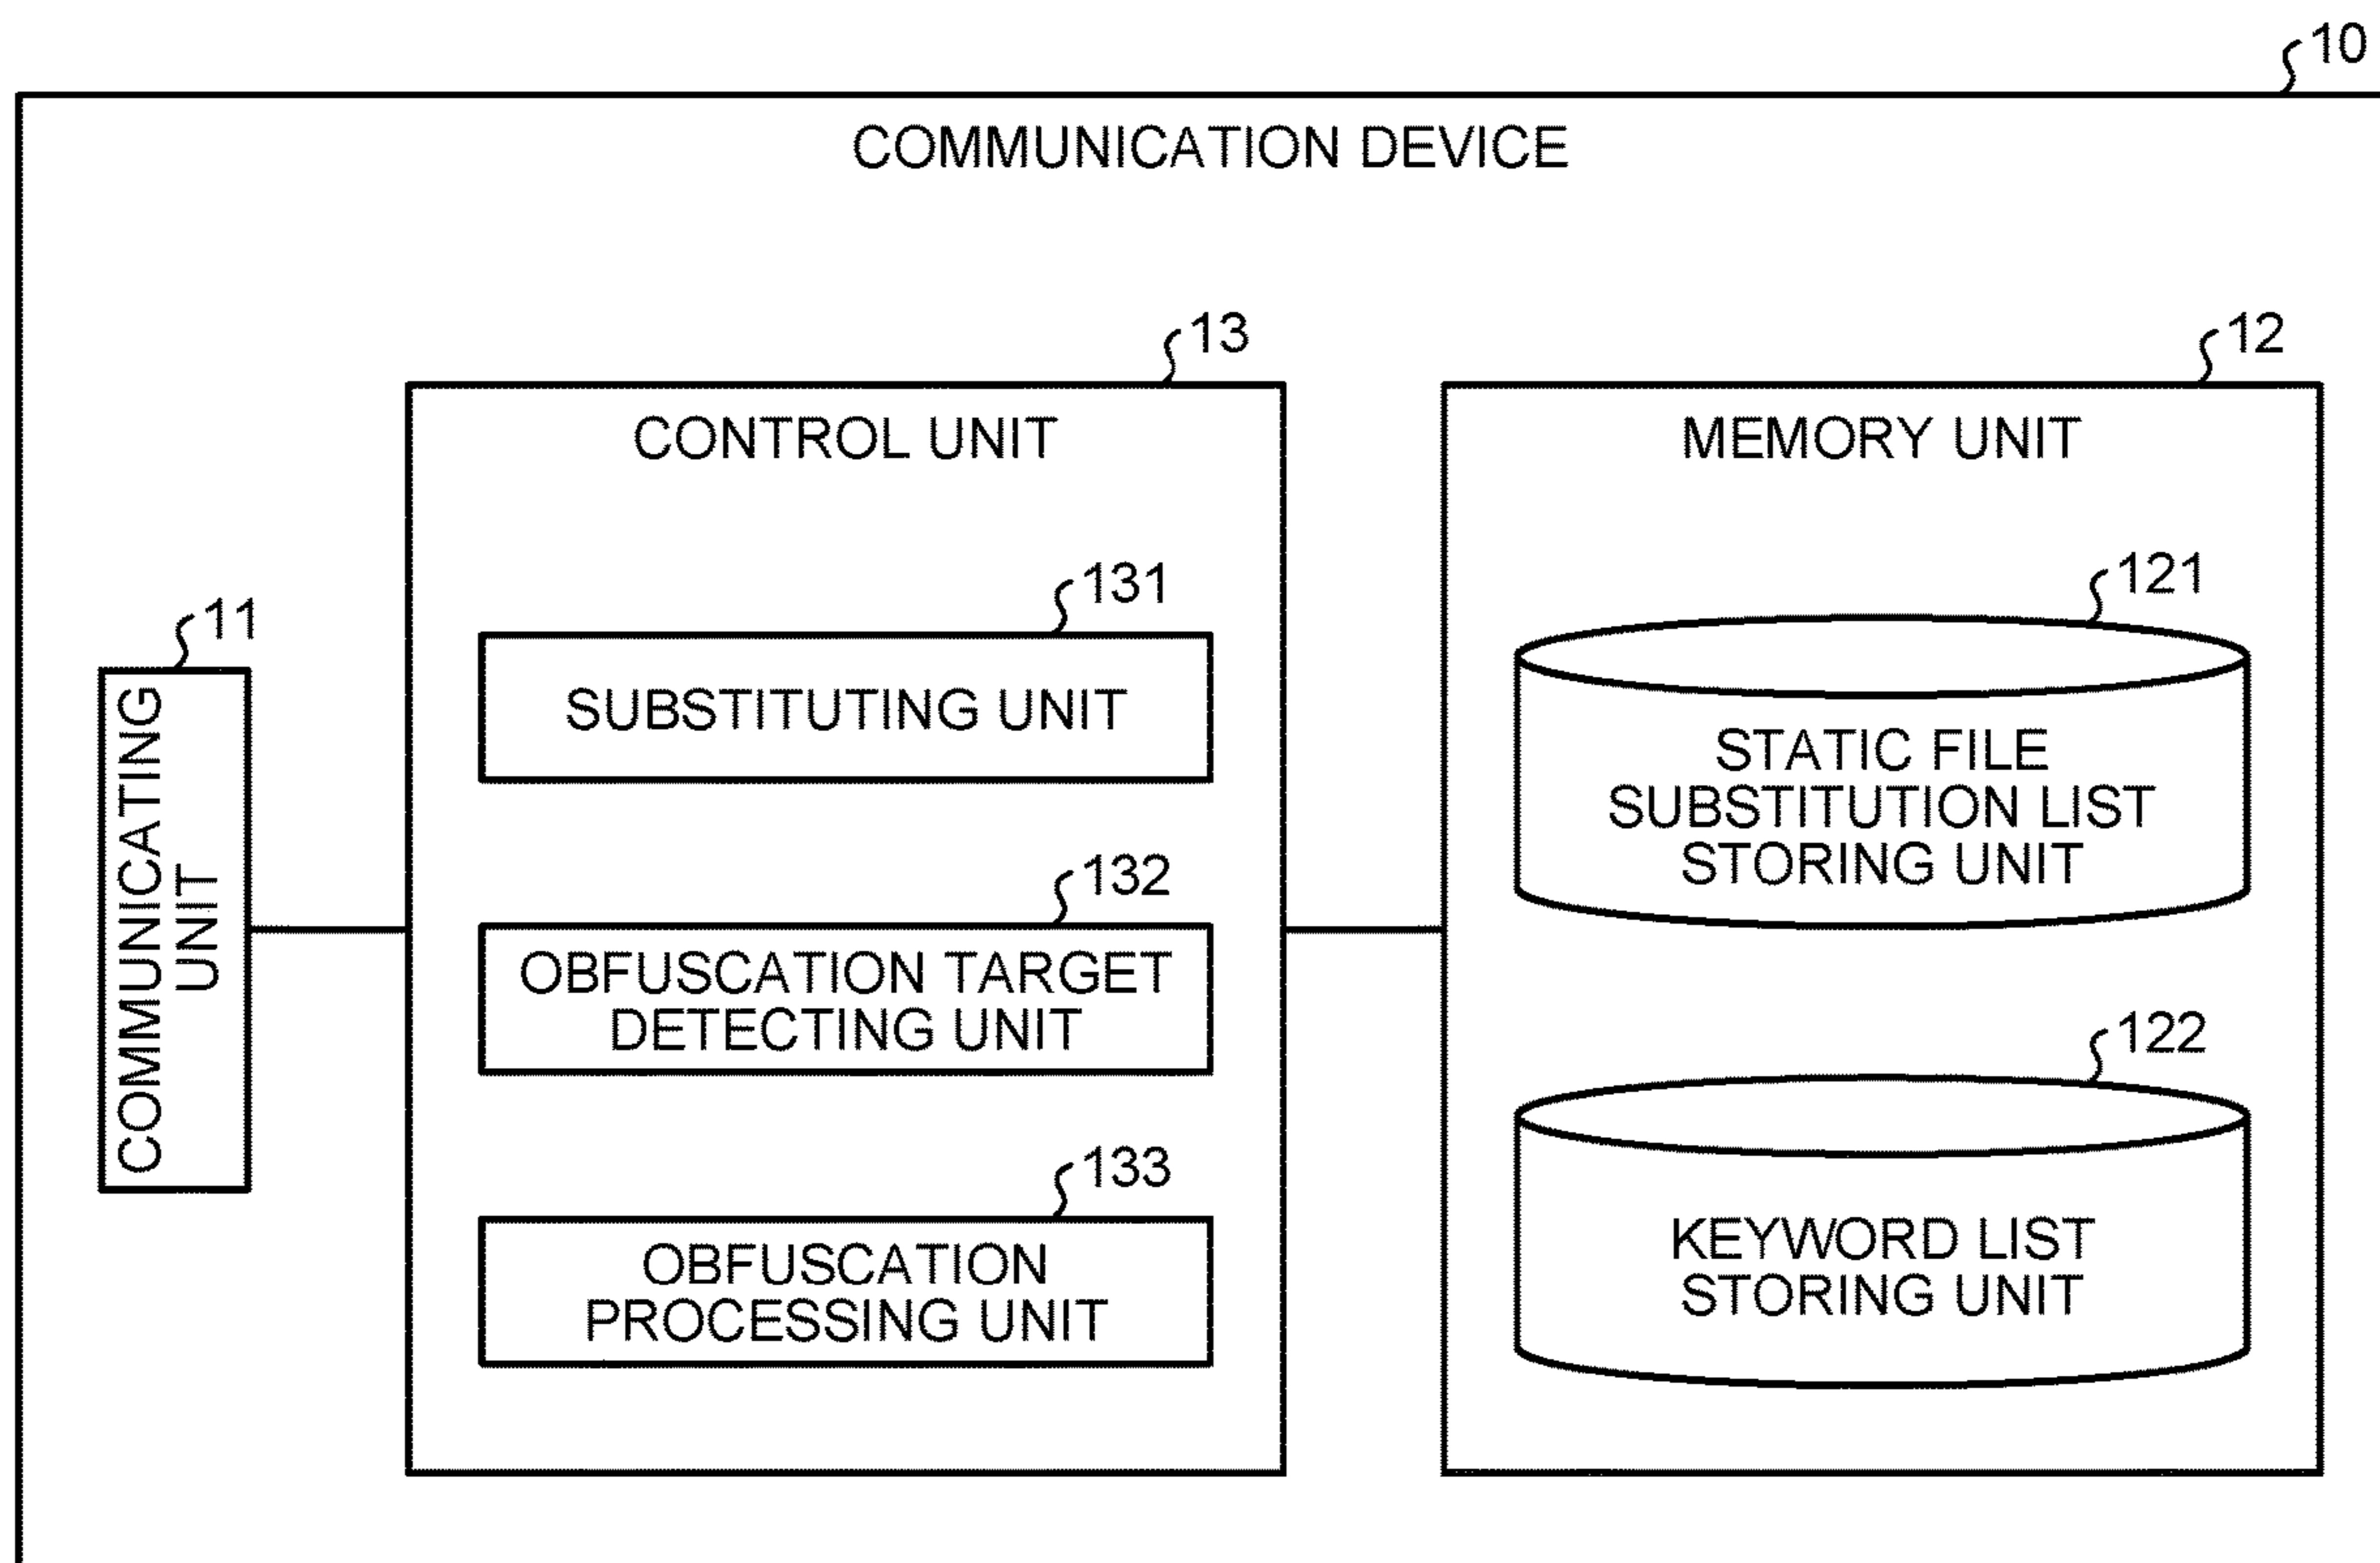 10
COMMUNICATION DEVICE
11
COMMUNICATING
UNIT
13
CONTROL UNIT
131
SUBSTITUTING UNIT
132
OBFUSCATION TARGET
DETECTING UNIT
133
OBFUSCATION
PROCESSING UNIT
12
MEMORY UNIT
121
STATIC FILE
SUBSTITUTION LIST
STORING UNIT
122
KEYWORD LIST
STORING UNIT